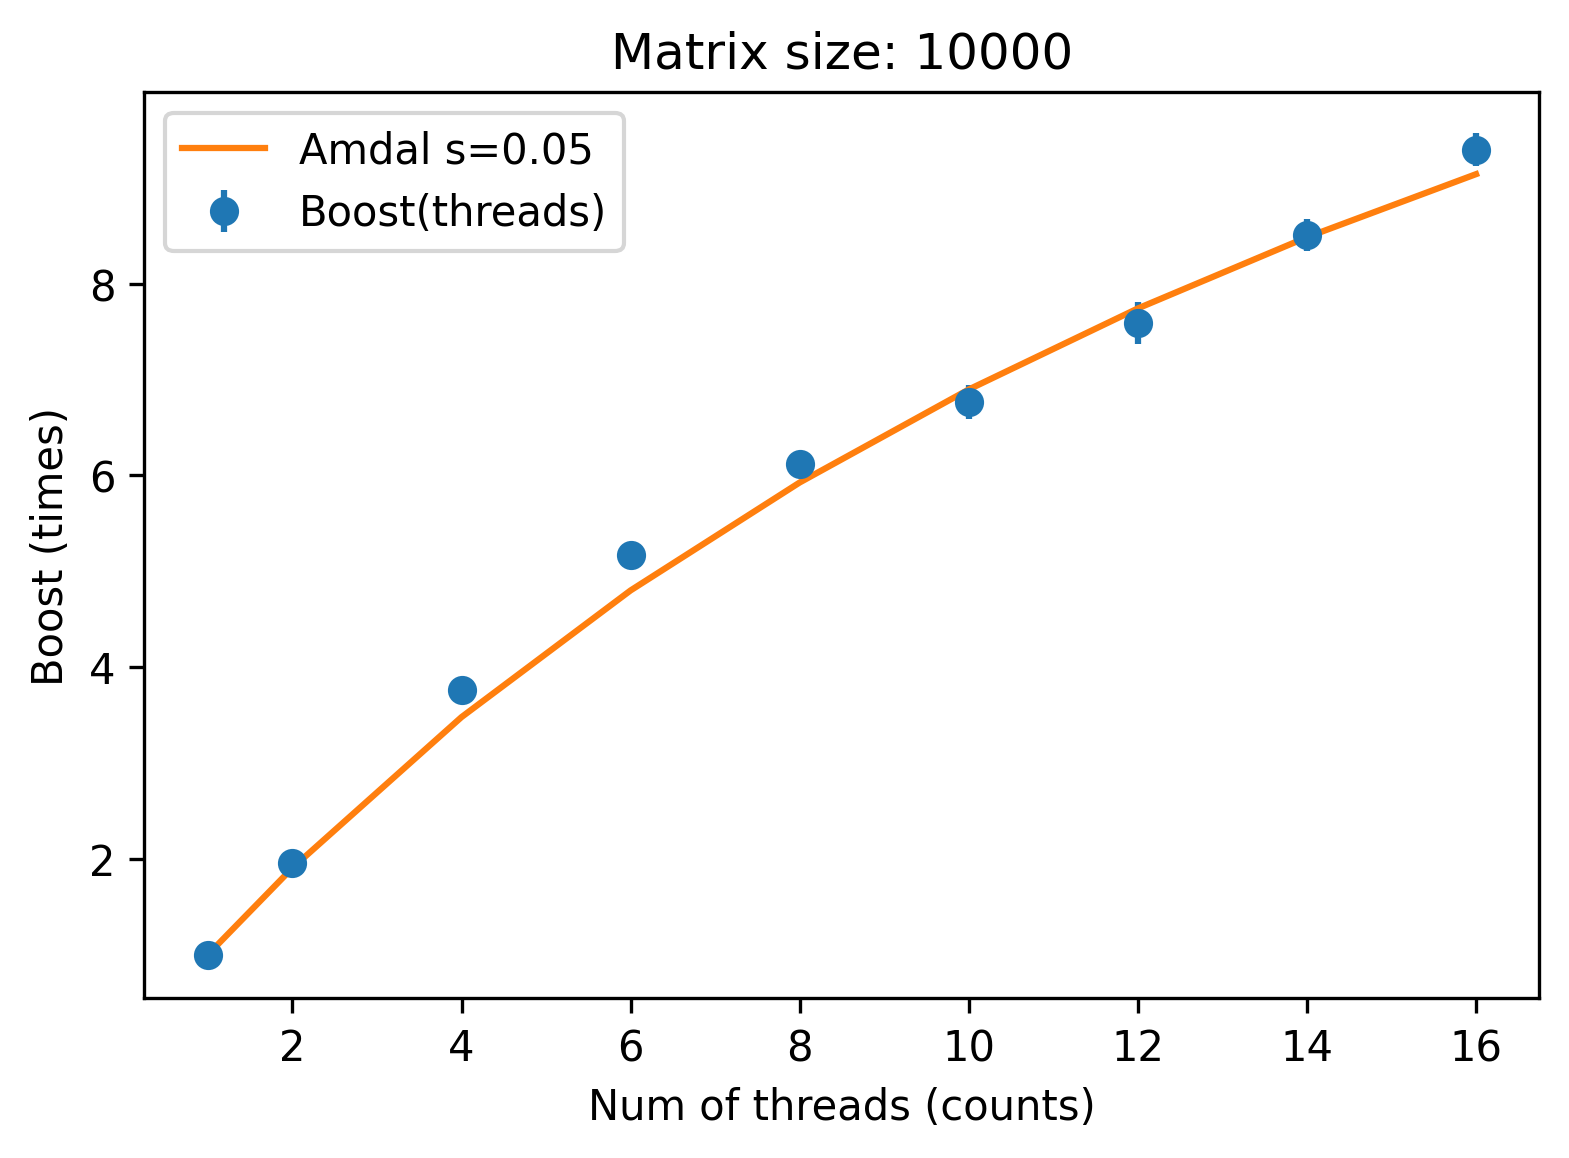 Matrix size: 10000
Amdal s=0.05
Boost(threads)
8
6
4
2
Boost (times)
2 4 6 8 10 12 14 16
Num of threads (counts)